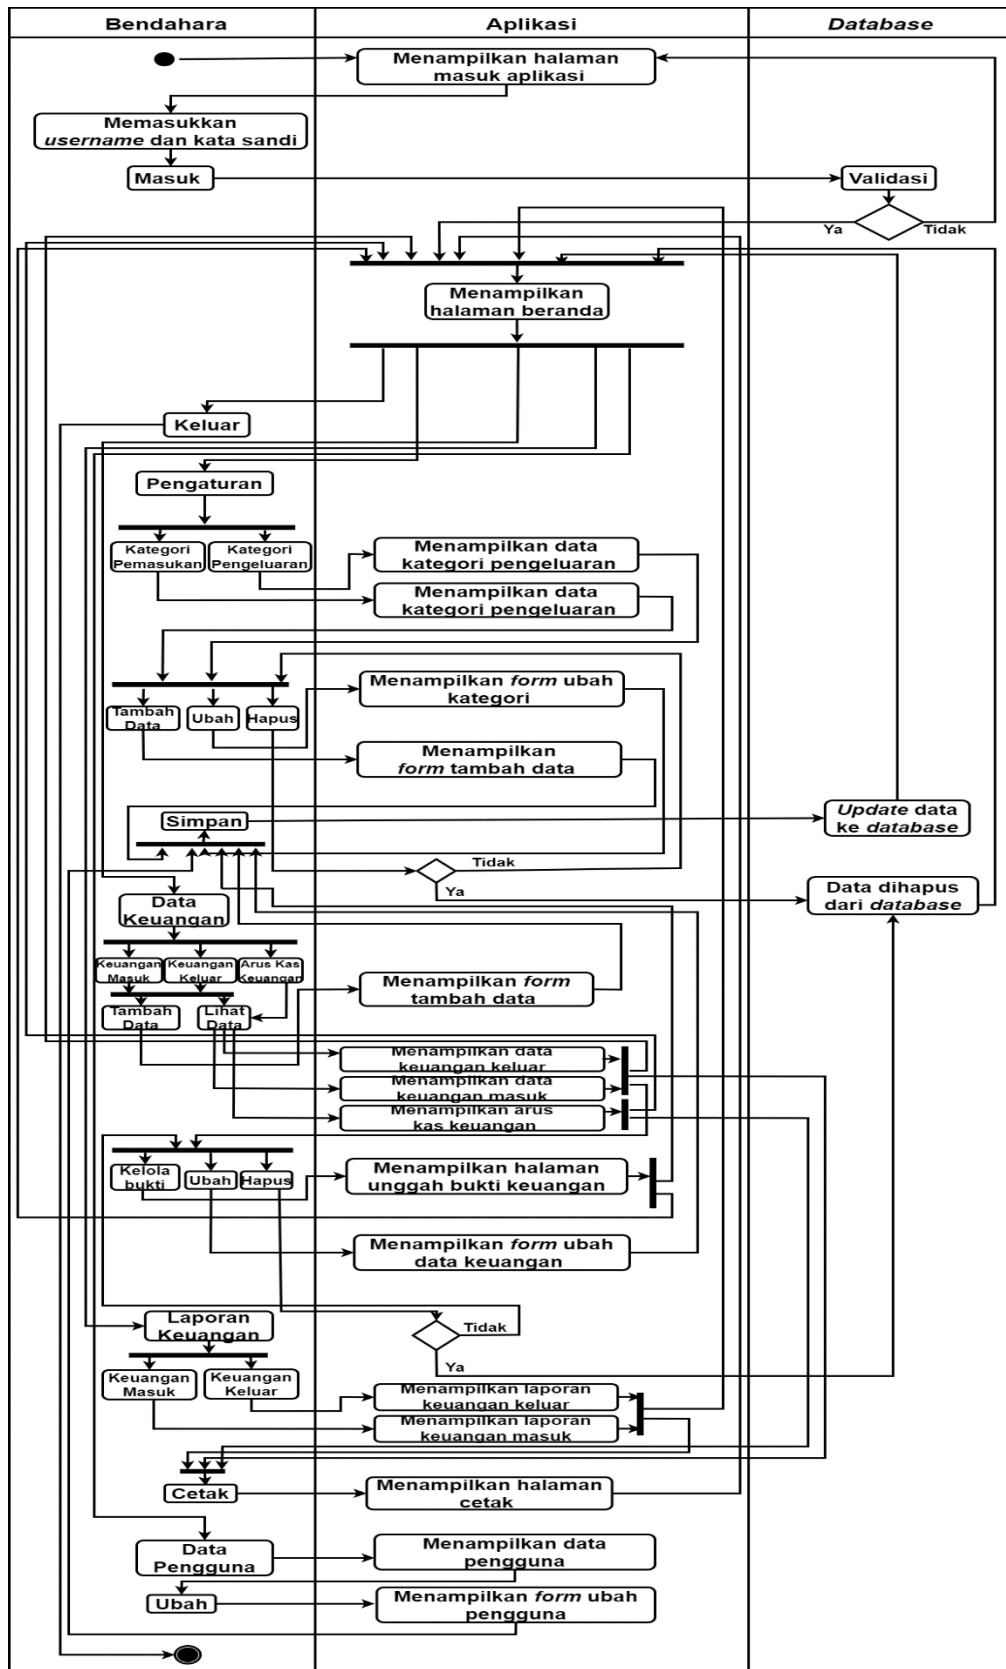 Bendahara
Aplikasi
Database
Menampilkan halaman
masuk aplikasi
Memasukkan
username dan kata sandi
Masuk
Validasi
Ya
Tidak
Menampilkan
halaman beranda
Keluar
Pengaturan
Kategori
Pemasukan
Kategori
Pengeluaran
Menampilkan data
kategori pengeluaran
Menampilkan data
kategori pengeluaran
Menampilkan form ubah
kategori
Tambah
Data
Ubah
Hapus
Menampilkan
form tambah data
Simpan
Update data
ke database
Tidak
Ya
Data dihapus
dari database
Data
Keuangan
Keuangan
Masuk
Keuangan
Keluar
Arus Kas
Keuangan
Menampilkan form
tambah data
Tambah
Data
Lihat
Data
Menampilkan data
keuangan keluar
Menampilkan data
keuangan masuk
Menampilkan arus
kas keuangan
Kelola
bukti
Ubah
Hapus
Menampilkan halaman
unggah bukti keuangan
Menampilkan form ubah
data keuangan
Laporan
Keuangan
Tidak
Ya
Keuangan
Masuk
Keuangan
Keluar
Menampilkan laporan
keuangan keluar
Menampilkan laporan
keuangan masuk
Cetak
Menampilkan halaman
cetak
Data
Pengguna
Menampilkan data
pengguna
Ubah
Menampilkan form ubah
pengguna